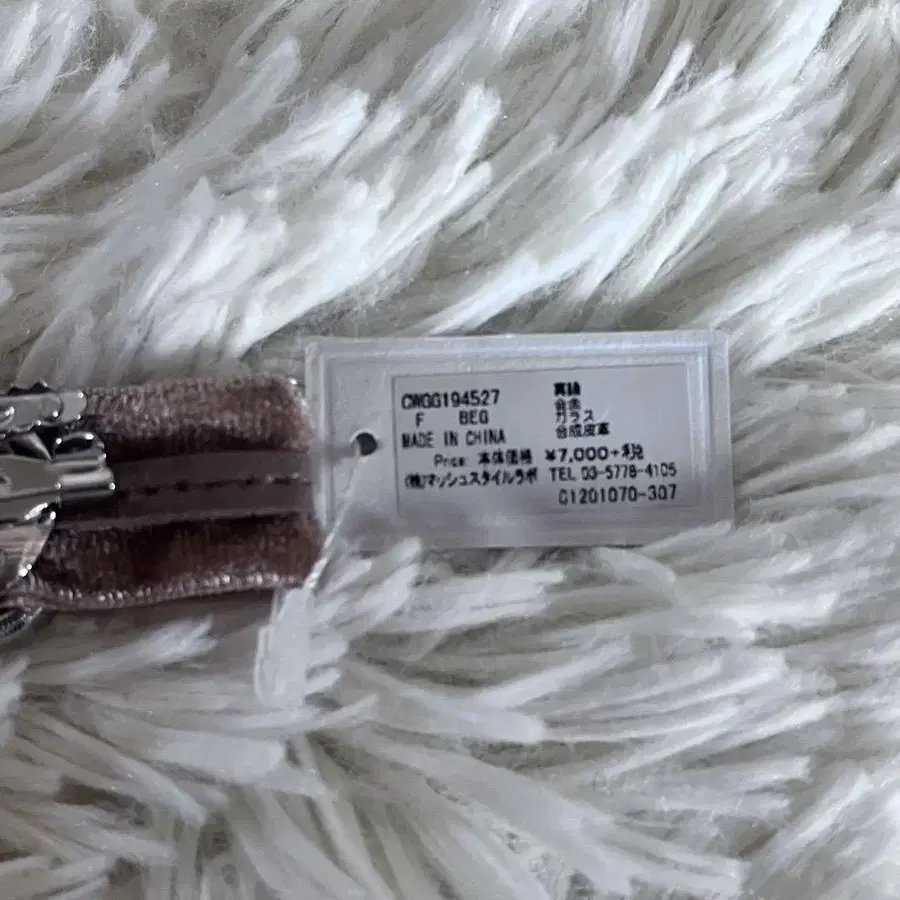 CWGG194527 真鍮
F BEG 合金
ガラス
MADE IN CHINA 合成皮革
Price 本体価格 ¥7,000+税
(株)マッシュスタイルラボ TEL 03-5778-4105
C1201070-307